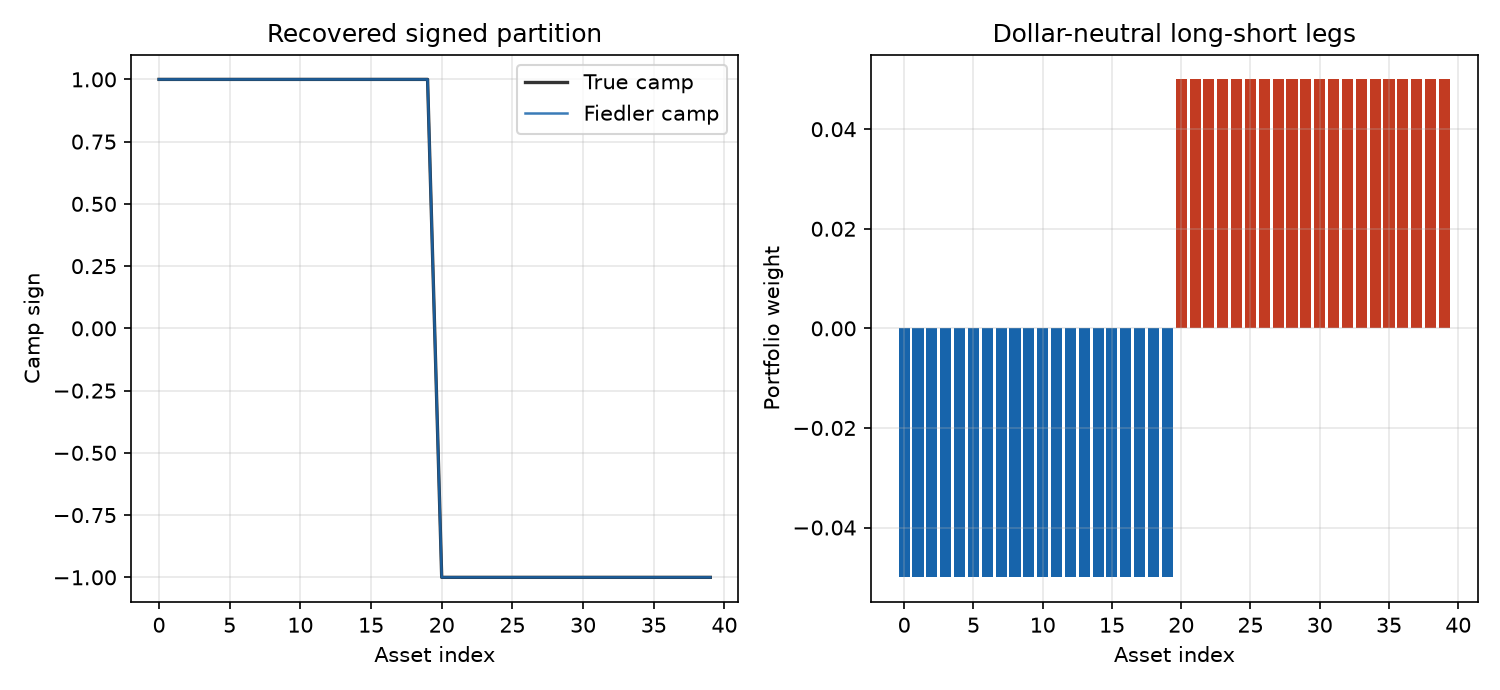 Recovered signed partition
True camp
Fiedler camp
Camp sign
1.00
0.75
0.50
0.25
0.00
−0.25
−0.50
−0.75
−1.00
0 5 10 15 20 25 30 35 40
Asset index
Dollar-neutral long-short legs
Portfolio weight
0.04
0.02
0.00
−0.02
−0.04
0 5 10 15 20 25 30 35 40
Asset index